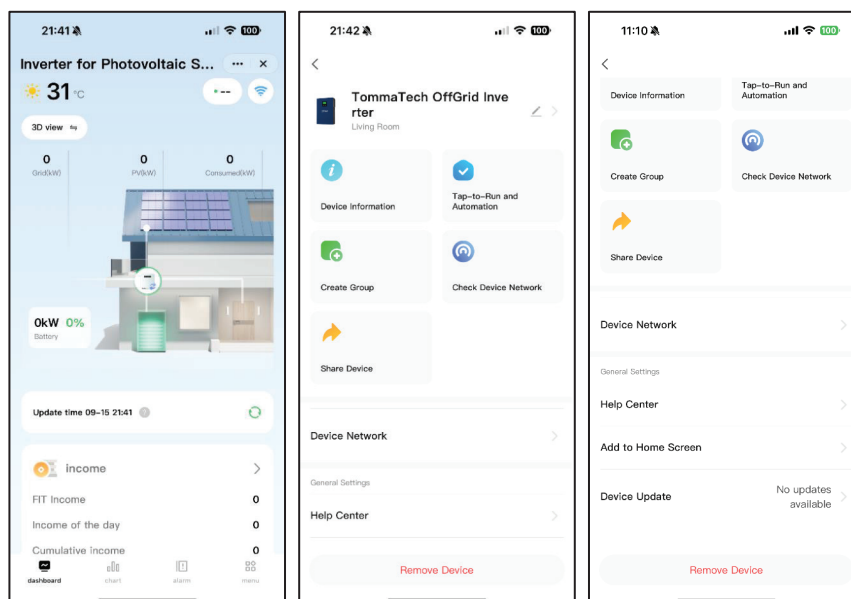 21:41
100
Inverter for Photovoltaic S...
31 °C
--
3D view
0
Grid(kW)
0
PV(kW)
0
Consumed(kW)
0kW 0%
Battery
Update time 09-15 21:41
income
FIT Income 0
Income of the day 0
Cumulative income 0
dashboard
chart
alarm
menu
21:42
100
TommaTech OffGrid Inve
rter
Living Room
Device Information
Tap-to-Run and
Automation
Create Group
Check Device Network
Share Device
Device Network
General Settings
Help Center
Remove Device
11:10
100
Device Information
Tap-to-Run and
Automation
Create Group
Check Device Network
Share Device
Device Network
General Settings
Help Center
Add to Home Screen
Device Update
No updates
available
Remove Device